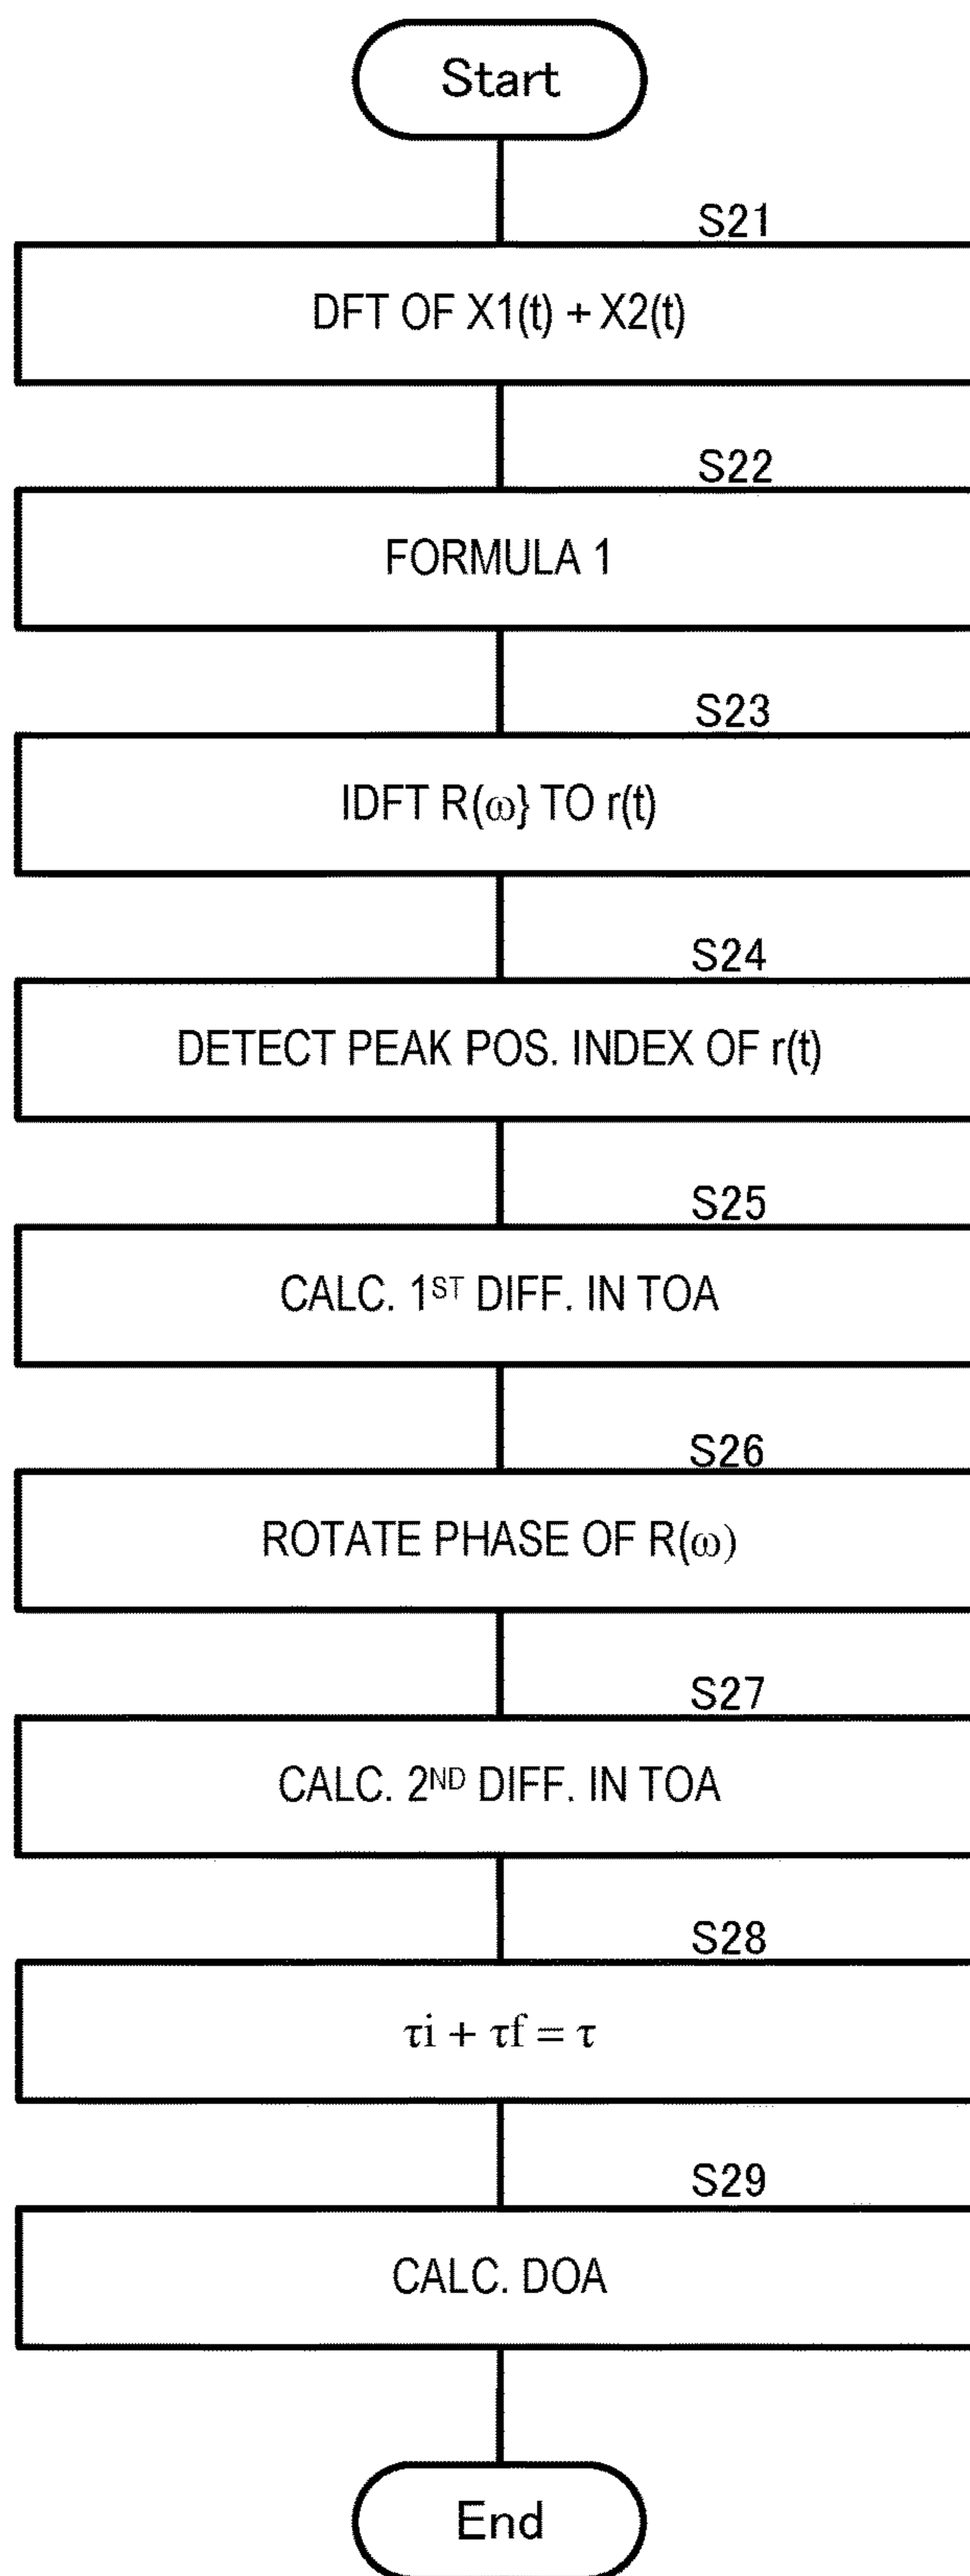 Start
S21
DFT OF X1(t) + X2(t)
S22
FORMULA 1
S23
IDFT R(ω} TO r(t)
S24
DETECT PEAK POS. INDEX OF r(t)
S25
CALC. 1ST DIFF. IN TOA
S26
ROTATE PHASE OF R(ω)
S27
CALC. 2ND DIFF. IN TOA
S28
τi + τf = τ
S29
CALC. DOA
End